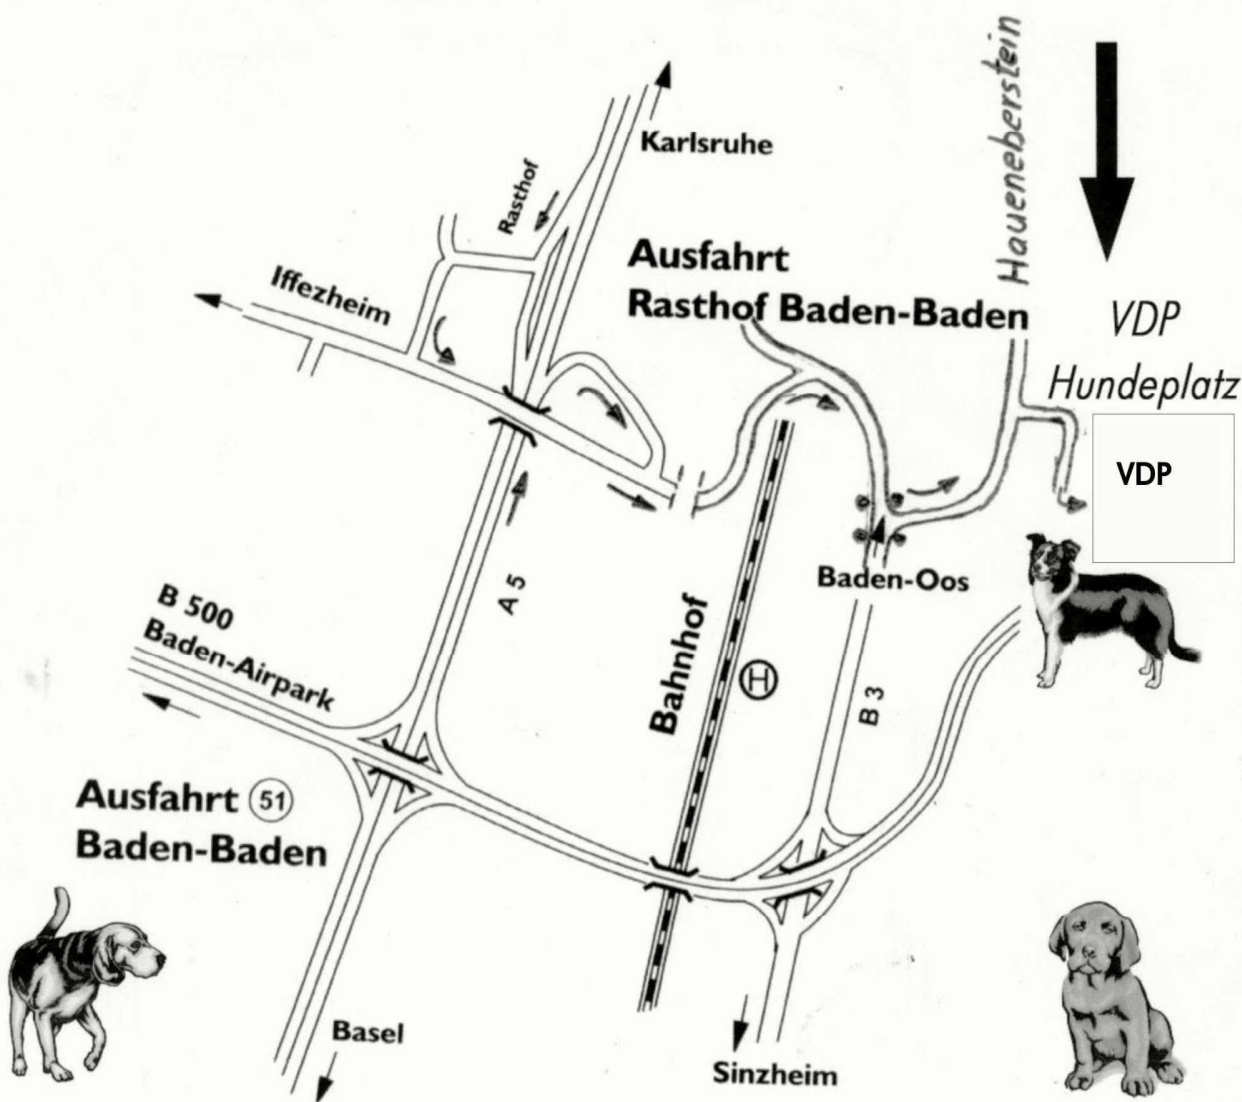 Haueneberstein
Karlsruhe
Rasthof
Ausfahrt
Rasthof Baden-Baden
Iffezheim
VDP
Hundeplatz
VDP
Baden-Oos
A 5
B 500
Baden-Airpark
Bahnhof
H
B 3
Ausfahrt 51
Baden-Baden
Basel
Sinzheim